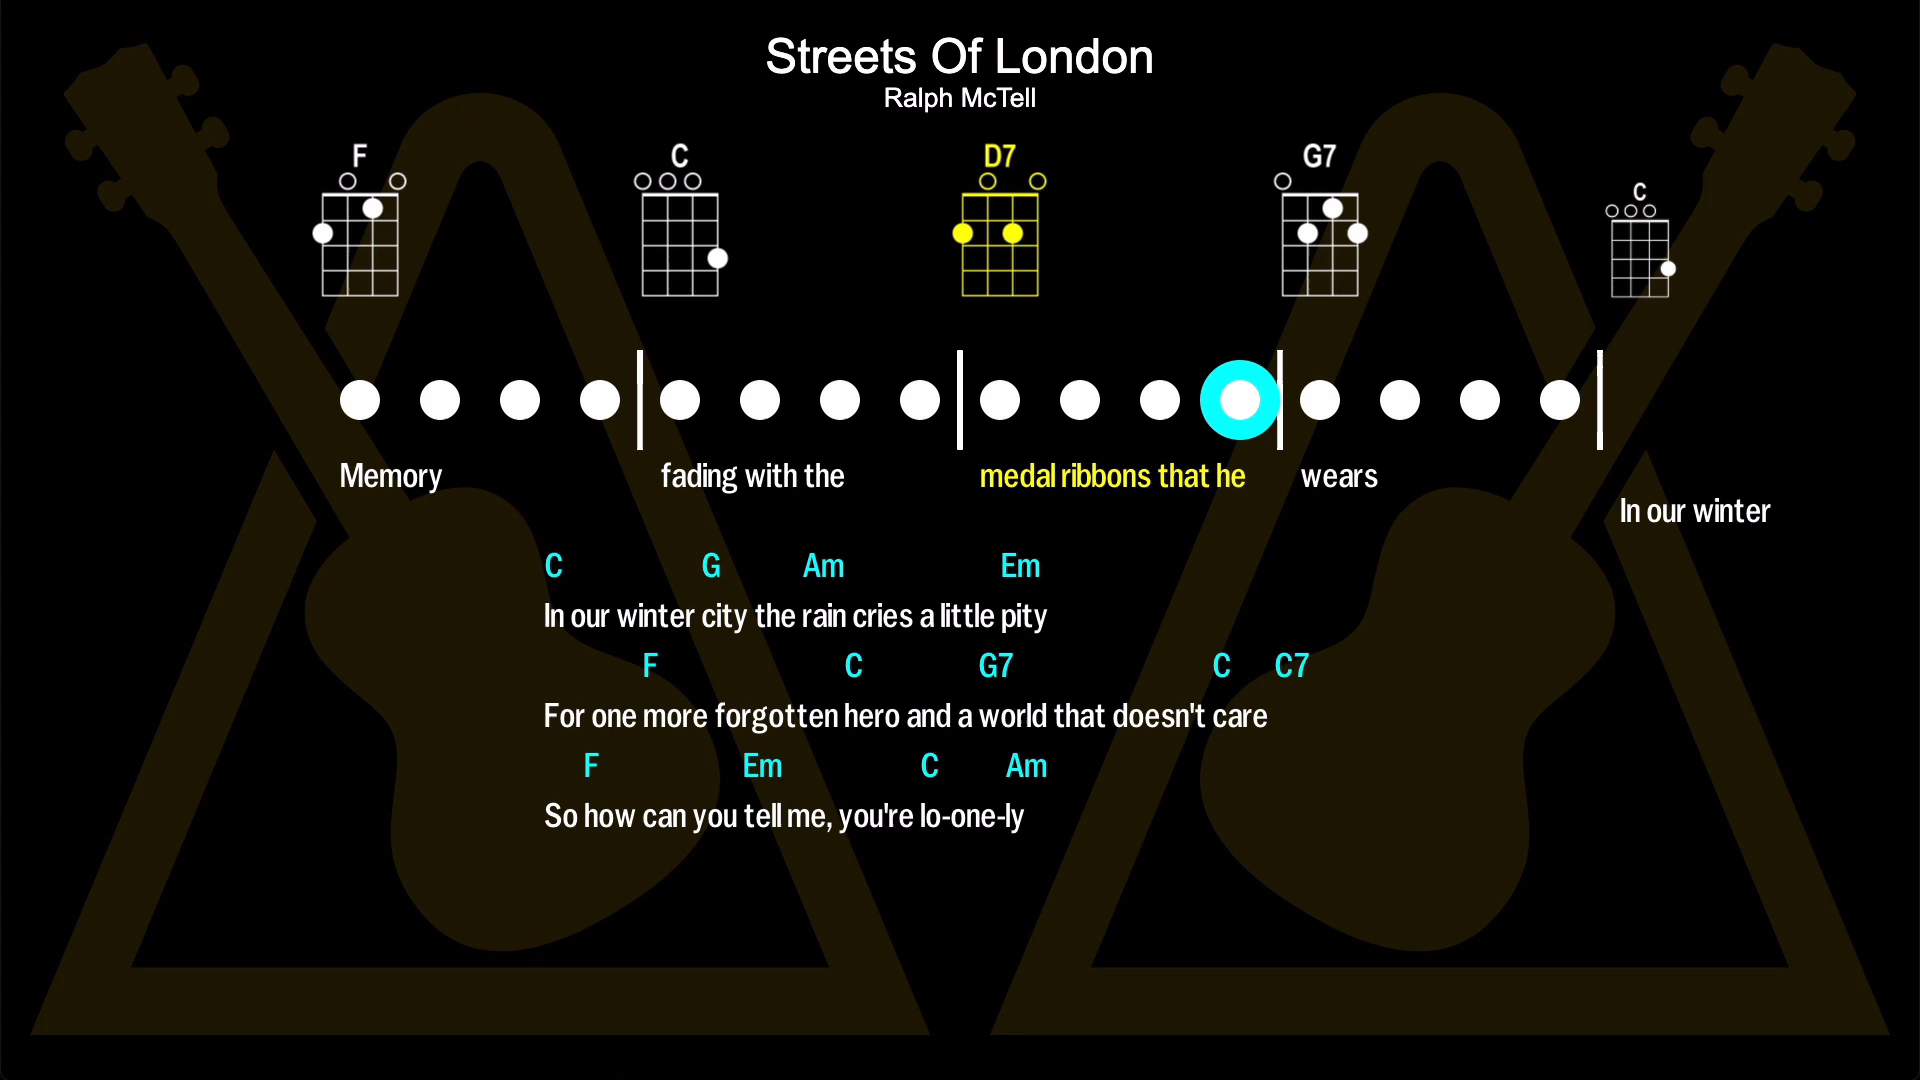 Streets Of London
Ralph McTell
F C D7 G7 C
Memory fading with the medal ribbons that he wears
In our winter
C G Am Em
In our winter city the rain cries a little pity
F C G7 C C7
For one more forgotten hero and a world that doesn't care
F Em C Am
So how can you tell me, you're lo-one-ly